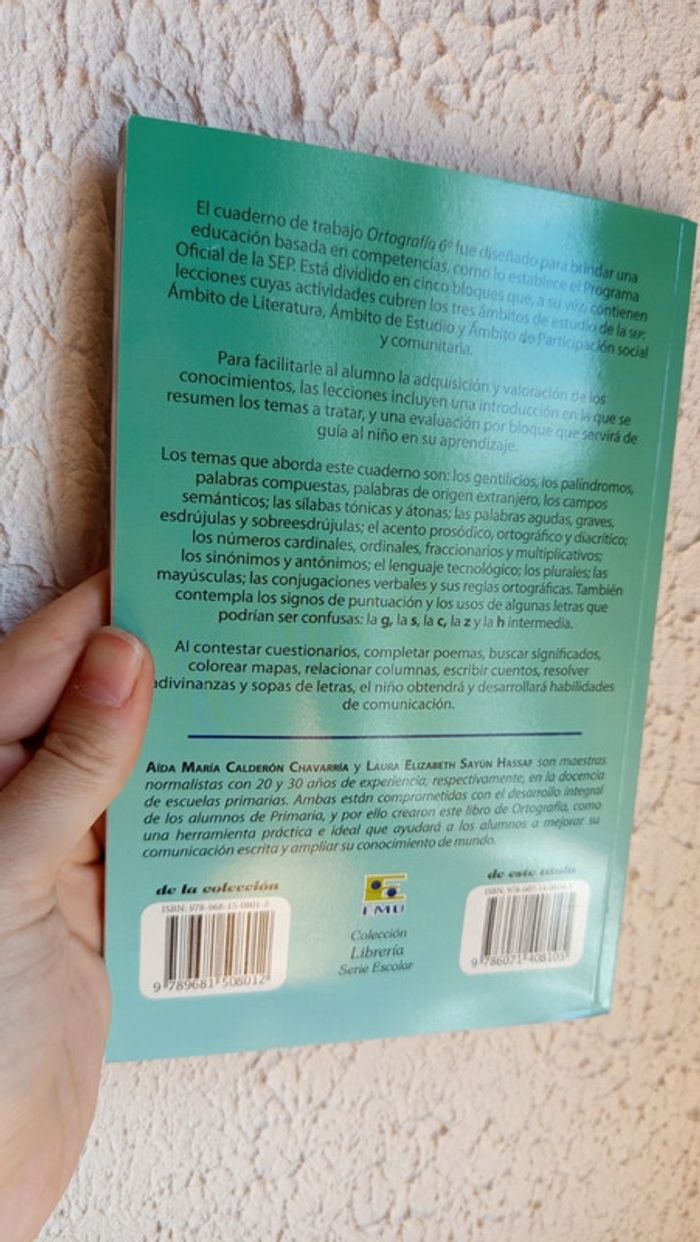 El cuaderno de trabajo Ortografía 6° fue diseñado para brindar una
educación basada en competencias, como lo establece el Programa
Oficial de la SEP. Está dividido en cinco bloques que, a su vez, contienen
lecciones cuyas actividades cubren los tres ámbitos de estudio de la SEP:
Ámbito de Literatura, Ámbito de Estudio y Ámbito de Participación social
y comunitaria.
Para facilitarle al alumno la adquisición y valoración de los
conocimientos, las lecciones incluyen una introducción en la que se
resumen los temas a tratar, y una evaluación por bloque que servirá de
guía al niño en su aprendizaje.
Los temas que aborda este cuaderno son: los gentilicios, los palíndromos,
palabras compuestas, palabras de origen extranjero, los campos
semánticos; las sílabas tónicas y átonas; las palabras agudas, graves,
esdrújulas y sobreesdrújulas; el acento prosódico, ortográfico y diacrítico;
los números cardinales, ordinales, fraccionarios y multiplicativos;
los sinónimos y antónimos; el lenguaje tecnológico; los plurales; las
mayúsculas; las conjugaciones verbales y sus reglas ortográficas. También
contempla los signos de puntuación y los usos de algunas letras que
podrían ser confusas: la g, la s, la c, la z y la h intermedia.
Al contestar cuestionarios, completar poemas, buscar significados,
colorear mapas, relacionar columnas, escribir cuentos, resolver
adivinanzas y sopas de letras, el niño obtendrá y desarrollará habilidades
de comunicación.
AÍDA MARÍA CALDERÓN CHAVARRÍA Y LAURA ELIZABETH SAYÚN HASSAF son maestras
normalistas con 20 y 30 años de experiencia, respectivamente, en la docencia
de escuelas primarias. Ambas están comprometidas con el desarrollo integral
de los alumnos de Primaria, y por ello crearon este libro de Ortografía, como
una herramienta práctica e ideal que ayudará a los alumnos a mejorar su
comunicación escrita y ampliar su conocimiento de mundo.
de la colección
ISBN: 978-968-15-0801-2
9 789681 508012
EMU
Colección
Librería
Serie Escolar
de este título
9 786071 408105